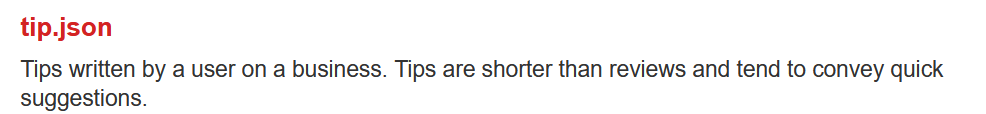 tip.json
Tips written by a user on a business. Tips are shorter than reviews and tend to convey quick
suggestions.